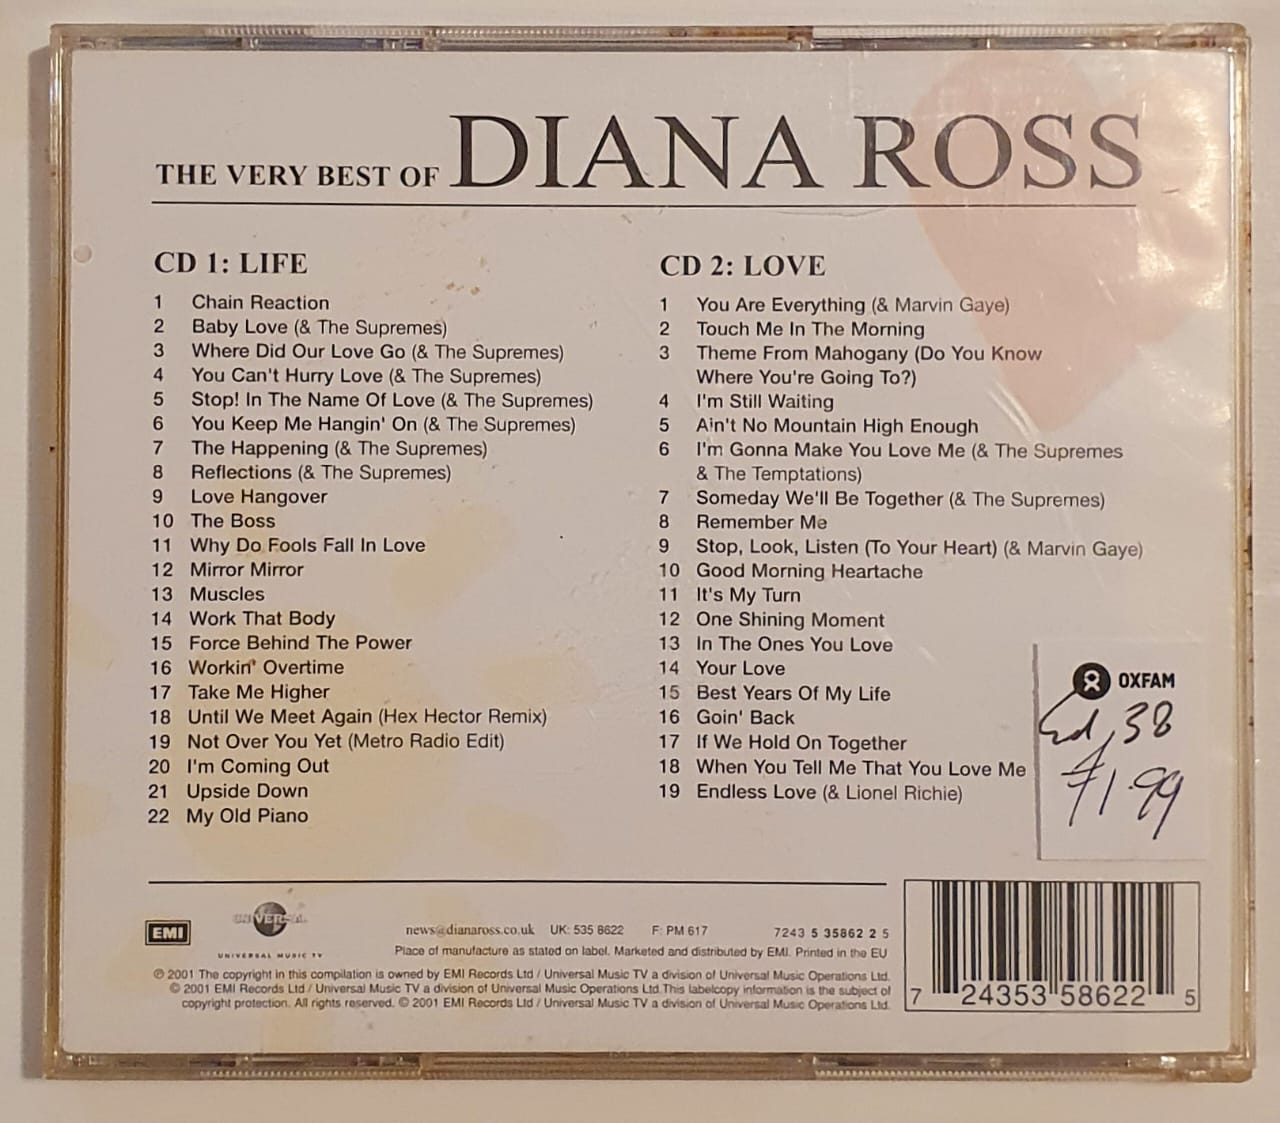 THE VERY BEST OF DIANA ROSS
CD 1: LIFE
1 Chain Reaction
2 Baby Love (& The Supremes)
3 Where Did Our Love Go (& The Supremes)
4 You Can't Hurry Love (& The Supremes)
5 Stop! In The Name Of Love (& The Supremes)
6 You Keep Me Hangin' On (& The Supremes)
7 The Happening (& The Supremes)
8 Reflections (& The Supremes)
9 Love Hangover
10 The Boss
11 Why Do Fools Fall In Love
12 Mirror Mirror
13 Muscles
14 Work That Body
15 Force Behind The Power
16 Workin' Overtime
17 Take Me Higher
18 Until We Meet Again (Hex Hector Remix)
19 Not Over You Yet (Metro Radio Edit)
20 I'm Coming Out
21 Upside Down
22 My Old Piano
CD 2: LOVE
1 You Are Everything (& Marvin Gaye)
2 Touch Me In The Morning
3 Theme From Mahogany (Do You Know
Where You're Going To?)
4 I'm Still Waiting
5 Ain't No Mountain High Enough
6 I'm Gonna Make You Love Me (& The Supremes
& The Temptations)
7 Someday We'll Be Together (& The Supremes)
8 Remember Me
9 Stop, Look, Listen (To Your Heart) (& Marvin Gaye)
10 Good Morning Heartache
11 It's My Turn
12 One Shining Moment
13 In The Ones You Love
14 Your Love
15 Best Years Of My Life
16 Goin' Back
17 If We Hold On Together
18 When You Tell Me That You Love Me
19 Endless Love (& Lionel Richie)
OXFAM
38
£1.99
EMI
UNIVERSAL
UNIVERSAL MUSIC TV
news@dianaross.co.uk UK: 535 8622 F: PM 617 7243 5 35862 2 5
Place of manufacture as stated on label. Marketed and distributed by EMI. Printed in the EU
℗ 2001 The copyright in this compilation is owned by EMI Records Ltd / Universal Music TV a division of Universal Music Operations Ltd.
© 2001 EMI Records Ltd / Universal Music TV a division of Universal Music Operations Ltd.This labelcopy information is the subject of
copyright protection. All rights reserved. © 2001 EMI Records Ltd / Universal Music TV a division of Universal Music Operations Ltd.
7 24353 58622 5